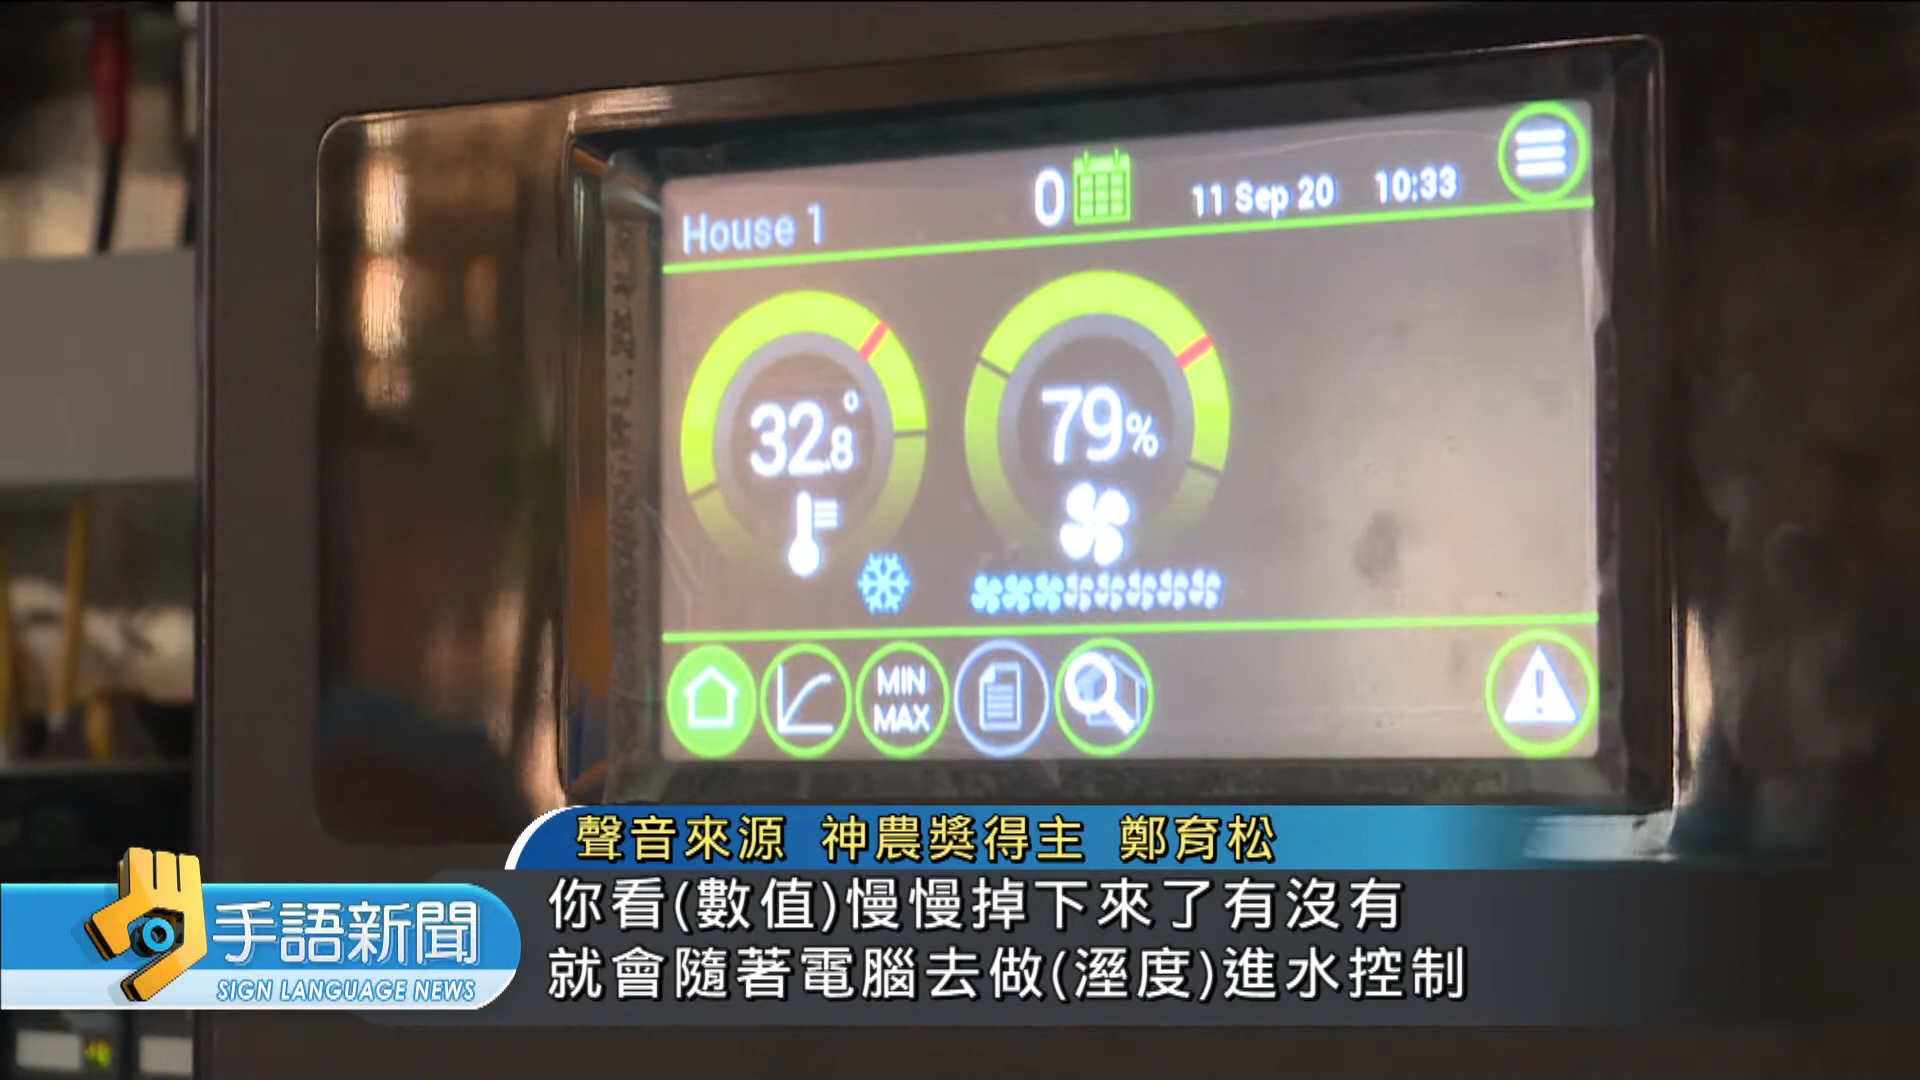 House 1
0
11 Sep 20
10:33
32.8°
79%
MIN
MAX
聲音來源 神農獎得主 鄭育松
你看(數值)慢慢掉下來了有沒有
就會隨著電腦去做(溼度)進水控制
手語新聞
SIGN LANGUAGE NEWS